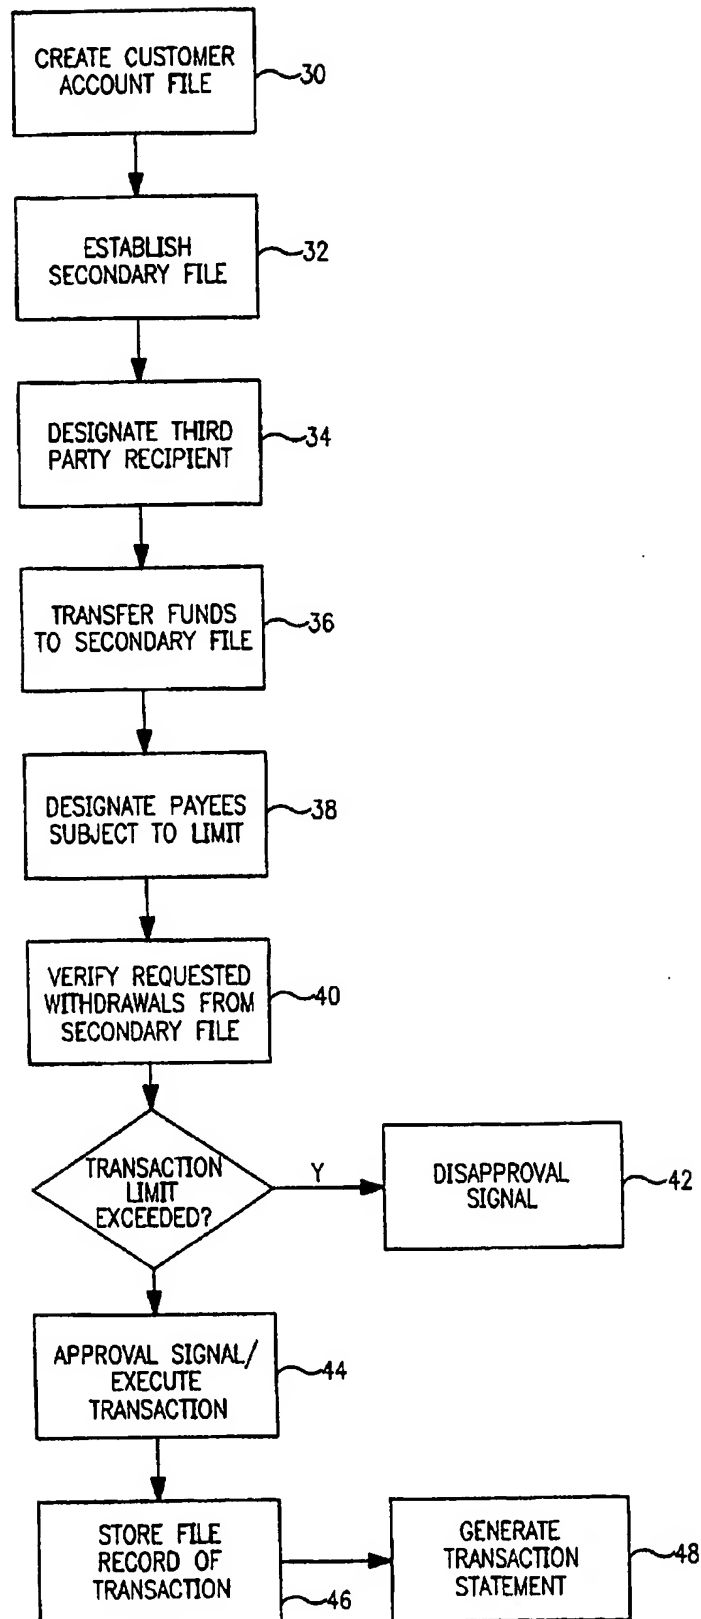 CREATE CUSTOMER
ACCOUNT FILE
30
ESTABLISH
SECONDARY FILE
32
DESIGNATE THIRD
PARTY RECIPIENT
34
TRANSFER FUNDS
TO SECONDARY FILE
36
DESIGNATE PAYEES
SUBJECT TO LIMIT
38
VERIFY REQUESTED
WITHDRAWALS FROM
SECONDARY FILE
40
TRANSACTION
LIMIT
EXCEEDED?
Y
DISAPPROVAL
SIGNAL
42
APPROVAL SIGNAL/
EXECUTE
TRANSACTION
44
STORE FILE
RECORD OF
TRANSACTION
46
GENERATE
TRANSACTION
STATEMENT
48